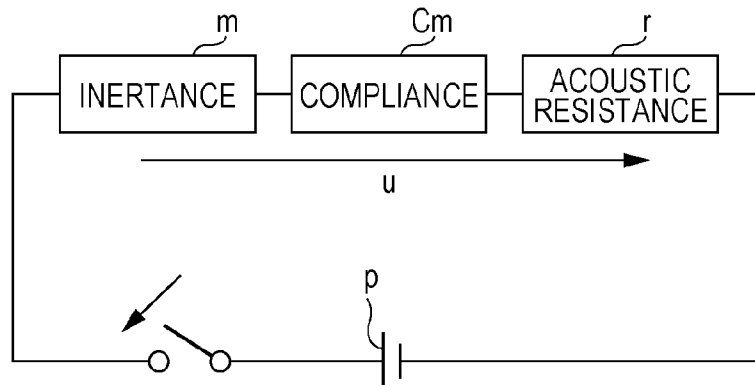 m
Cm
r
INERTANCE
COMPLIANCE
ACOUSTIC
RESISTANCE
u
p